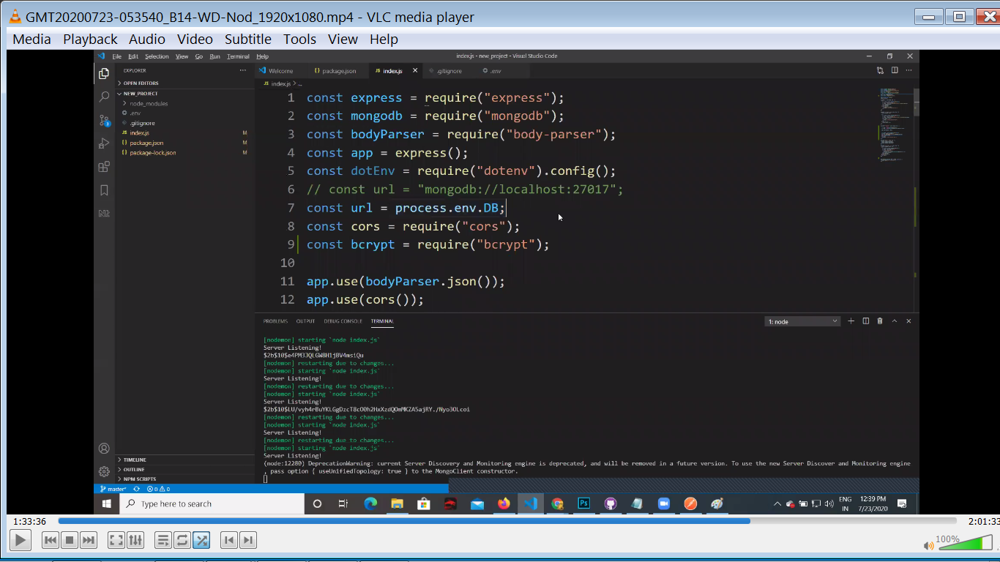 GMT20200723-053540_B14-WD-Nod_1920x1080.mp4 - VLC media player
Media Playback Audio Video Subtitle Tools View Help
File Edit Selection View Go Run Terminal Help
index.js - new_project - Visual Studio Code
EXPLORER ...
OPEN EDITORS
NEW_PROJECT
node_modules
.env
.gitignore
index.js M
package.json M
package-lock.json M
TIMELINE
OUTLINE
NPM SCRIPTS
Welcome {} package.json JS index.js .gitignore .env
JS index.js > ...
1 const express = require("express");
2 const mongodb = require("mongodb");
3 const bodyParser = require("body-parser");
4 const app = express();
5 const dotEnv = require("dotenv").config();
6 // const url = "mongodb://localhost:27017";
7 const url = process.env.DB;
8 const cors = require("cors");
9 const bcrypt = require("bcrypt");
10
11 app.use(bodyParser.json());
12 app.use(cors());
PROBLEMS OUTPUT DEBUG CONSOLE TERMINAL 1: node
[nodemon] starting `node index.js`
Server Listening!
[nodemon] restarting due to changes...
[nodemon] starting `node index.js`
Server Listening!
[nodemon] restarting due to changes...
[nodemon] starting `node index.js`
Server Listening!
[nodemon] restarting due to changes...
[nodemon] starting `node index.js`
Server Listening!
[nodemon] restarting due to changes...
[nodemon] starting `node index.js`
Server Listening!
(node:12280) DeprecationWarning: current Server Discovery and Monitoring engine is deprecated, and will be removed in a future version. To use the new Server Discover and Monitoring engine
, pass option { useUnifiedTopology: true } to the MongoClient constructor.
master* 0 0
Type here to search
Ps
ENG
IN
12:39 PM
7/23/2020
1:33:36 2:01:33
100%